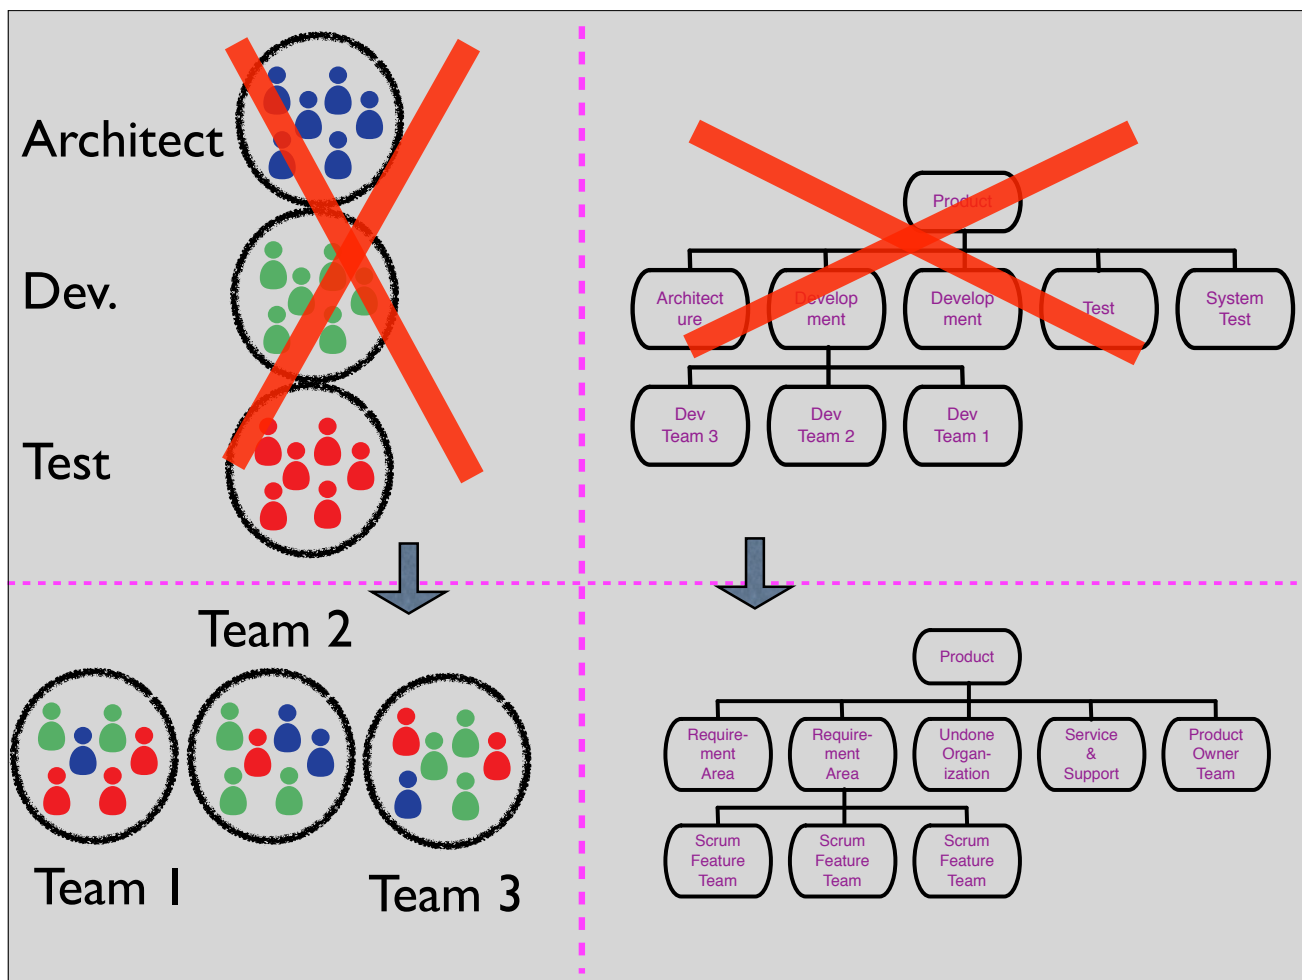 Architect
Dev.
Test
Product
Architect
ure
Develop
ment
Develop
ment
Test
System
Test
Dev
Team 3
Dev
Team 2
Dev
Team 1
Team 2
Team 1
Team 3
Product
Require-
ment
Area
Require-
ment
Area
Undone
Organ-
ization
Service
&
Support
Product
Owner
Team
Scrum
Feature
Team
Scrum
Feature
Team
Scrum
Feature
Team